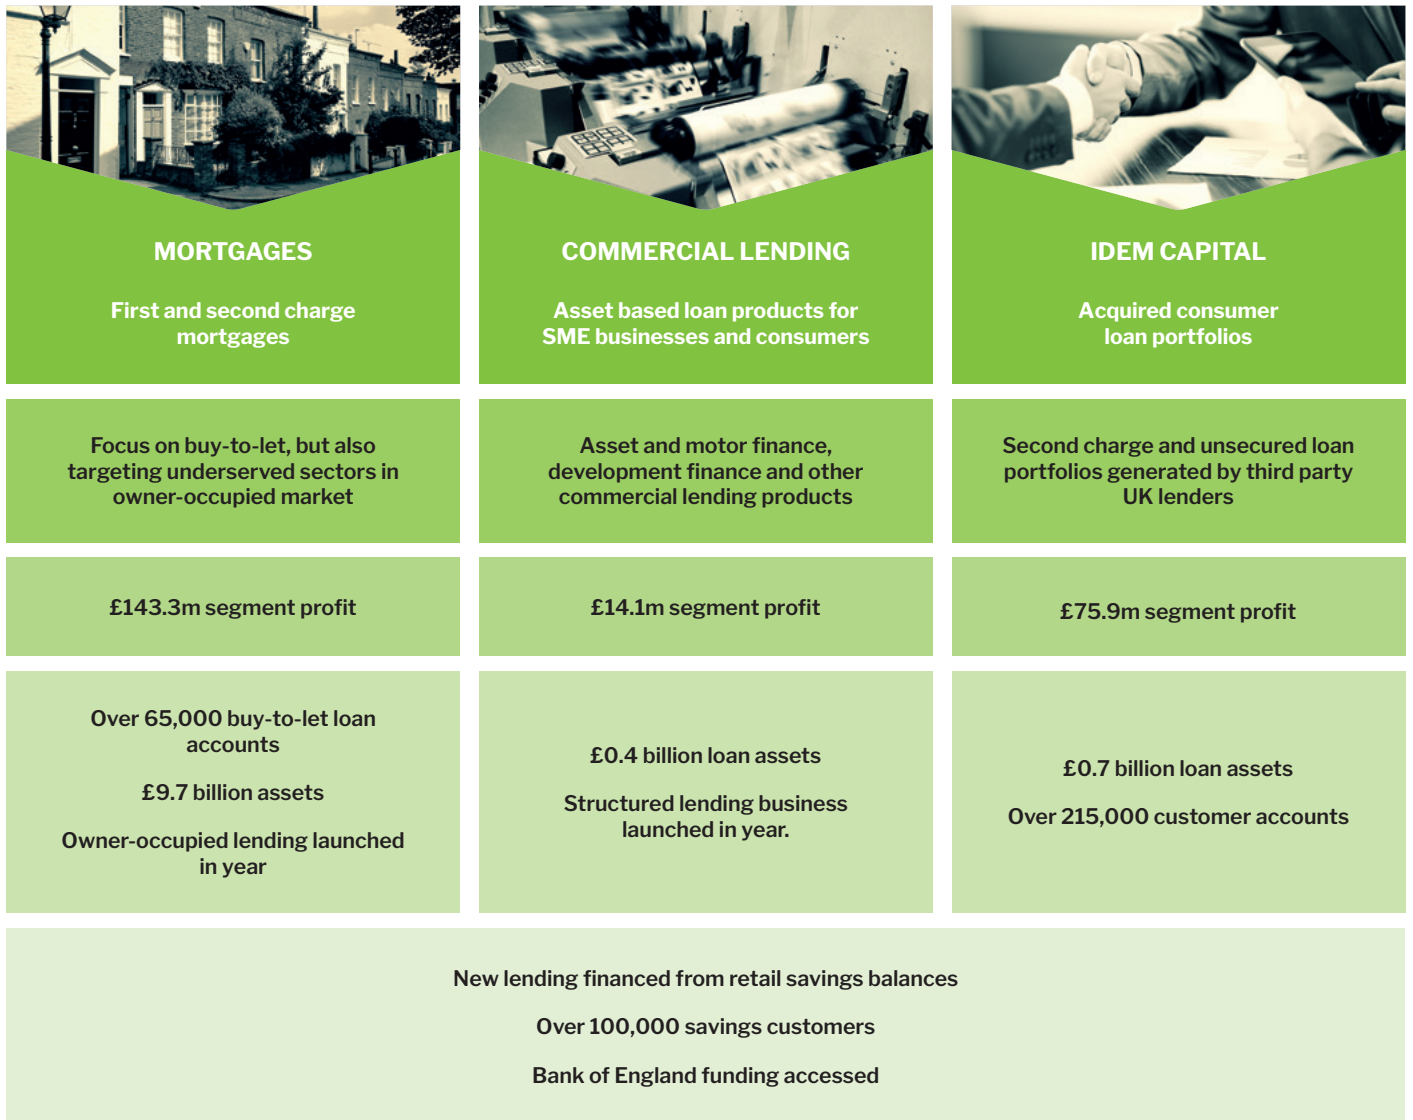 MORTGAGES
First and second charge
mortgages
Focus on buy-to-let, but also
targeting underserved sectors in
owner-occupied market
£143.3m segment profit
Over 65,000 buy-to-let loan
accounts
£9.7 billion assets
Owner-occupied lending launched
in year
COMMERCIAL LENDING
Asset based loan products for
SME businesses and consumers
Asset and motor finance,
development finance and other
commercial lending products
£14.1m segment profit
£0.4 billion loan assets
Structured lending business
launched in year.
IDEM CAPITAL
Acquired consumer
loan portfolios
Second charge and unsecured loan
portfolios generated by third party
UK lenders
£75.9m segment profit
£0.7 billion loan assets
Over 215,000 customer accounts
New lending financed from retail savings balances
Over 100,000 savings customers
Bank of England funding accessed